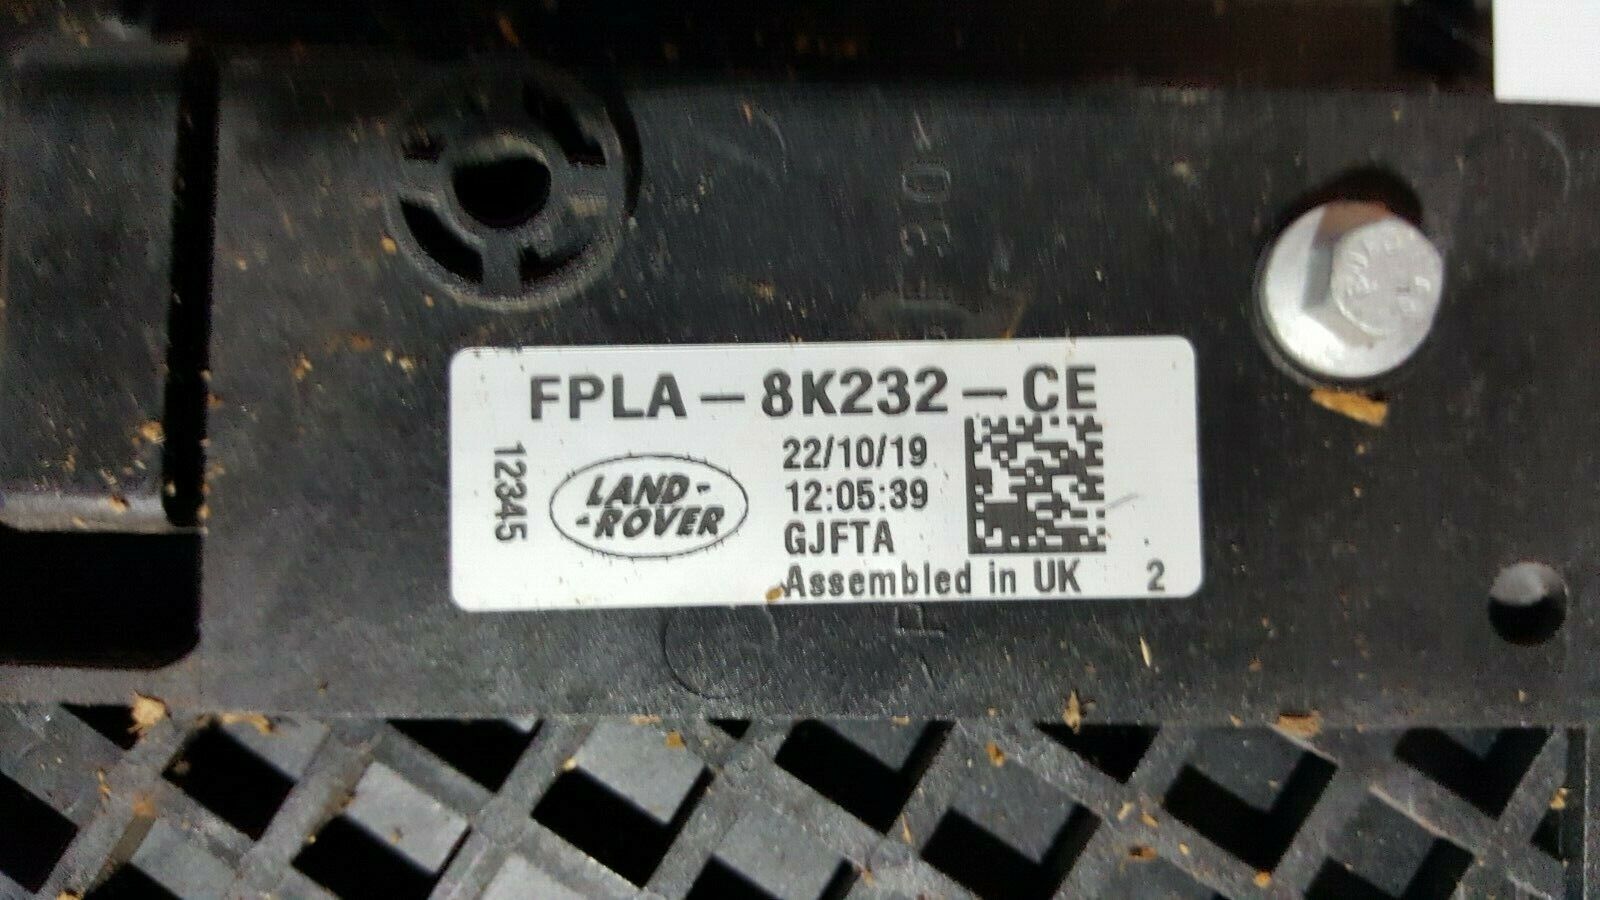 FPLA-8K232-CE
12345
LAND-
-ROVER
22/10/19
12:05:39
GJFTA
Assembled in UK 2